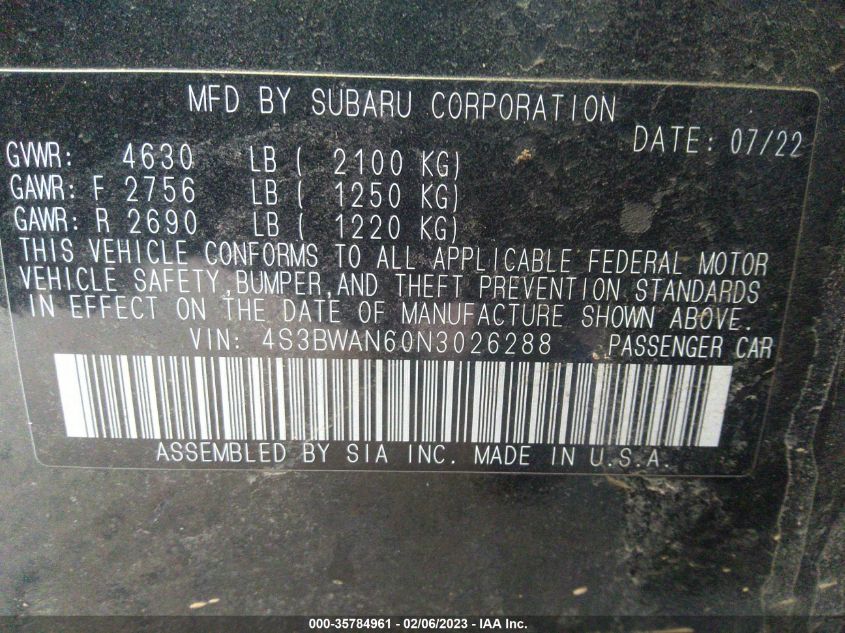 MFD BY SUBARU CORPORATION
DATE: 07/22
GVWR: 4630 LB ( 2100 KG)
GAWR: F 2756 LB ( 1250 KG)
GAWR: R 2690 LB ( 1220 KG)
THIS VEHICLE CONFORMS TO ALL APPLICABLE FEDERAL MOTOR
VEHICLE SAFETY,BUMPER,AND THEFT PREVENTION STANDARDS
IN EFFECT ON THE DATE OF MANUFACTURE SHOWN ABOVE.
VIN: 4S3BWAN60N3026288 PASSENGER CAR
ASSEMBLED BY SIA INC. MADE IN U.S.A.
000-35784961 - 02/06/2023 - IAA Inc.